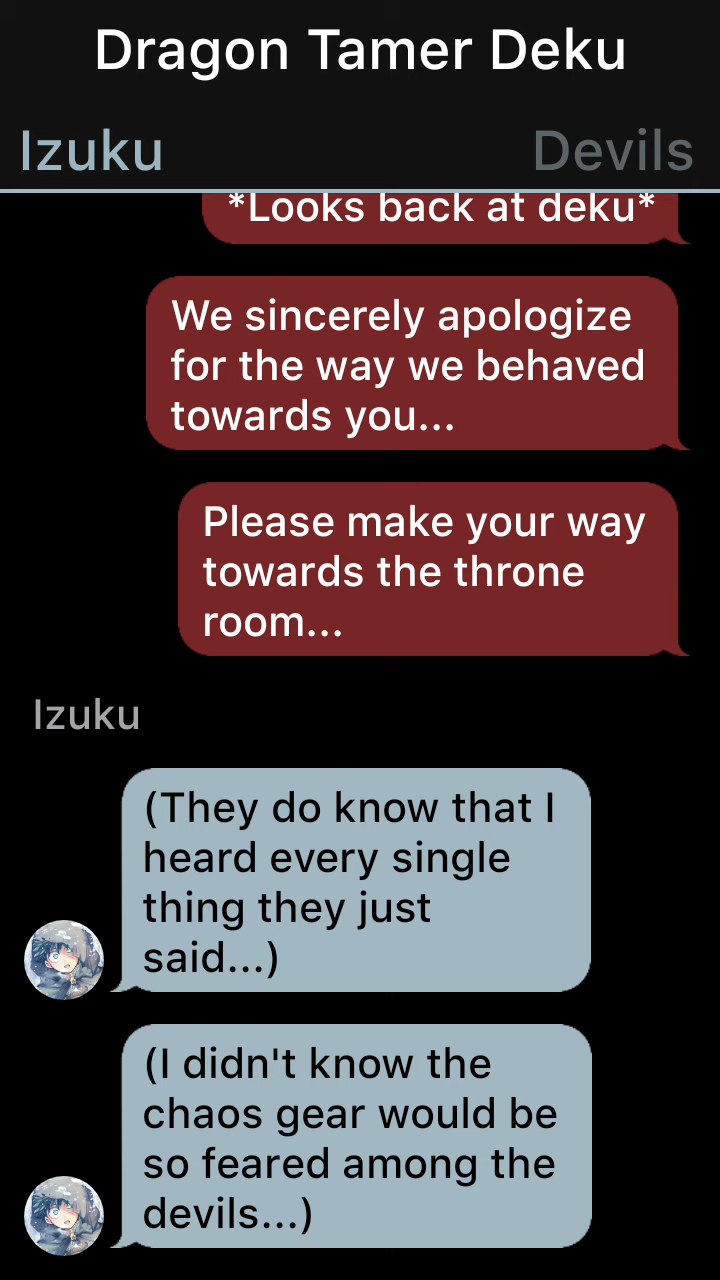 Dragon Tamer Deku
Izuku
Devils
*Looks back at deku*
We sincerely apologize
for the way we behaved
towards you...
Please make your way
towards the throne
room...
Izuku
(They do know that I
heard every single
thing they just
said...)
(I didn't know the
chaos gear would be
so feared among the
devils...)